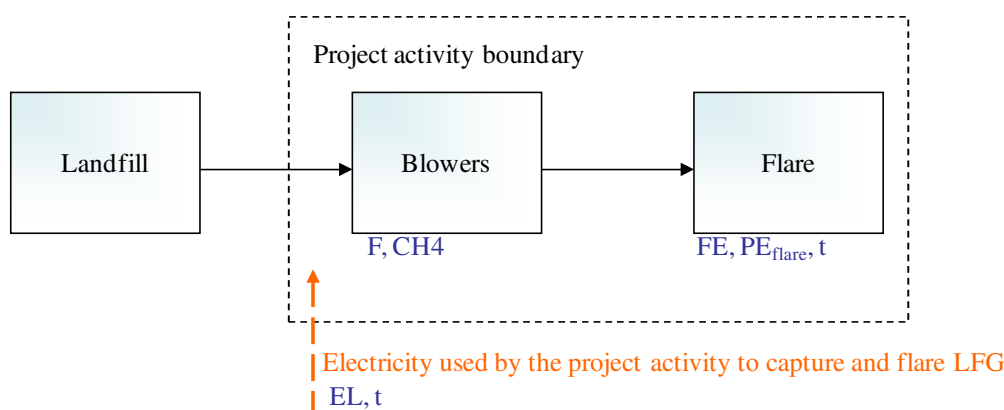 Project activity boundary
Landfill
Blowers
Flare
F, CH4
FE, PEflare, t
Electricity used by the project activity to capture and flare LFG
EL, t